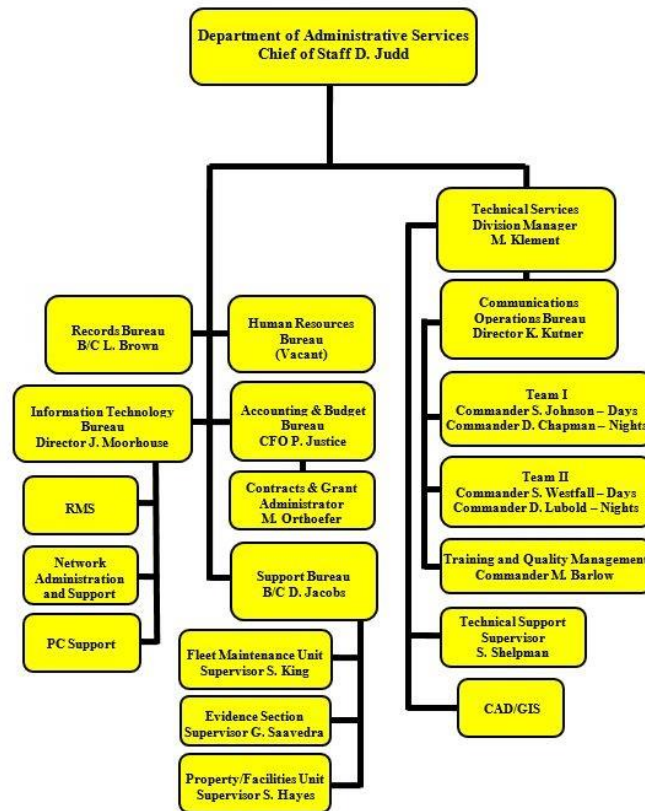 Department of Administrative Services
Chief of Staff D. Judd
Technical Services
Division Manager
M. Klement
Records Bureau
B/C L. Brown
Human Resources
Bureau
(Vacant)
Communications
Operations Bureau
Director K. Kutner
Information Technology
Bureau
Director J. Moorhouse
Accounting & Budget
Bureau
CFO P. Justice
Team I
Commander S. Johnson – Days
Commander D. Chapman – Nights
RMS
Contracts & Grant
Administrator
M. Orthoefer
Team II
Commander S. Westfall – Days
Commander D. Lubold – Nights
Network
Administration
and Support
Support Bureau
B/C D. Jacobs
Training and Quality Management
Commander M. Barlow
PC Support
Fleet Maintenance Unit
Supervisor S. King
Technical Support
Supervisor
S. Shelpman
Evidence Section
Supervisor G. Saavedra
CAD/GIS
Property/Facilities Unit
Supervisor S. Hayes